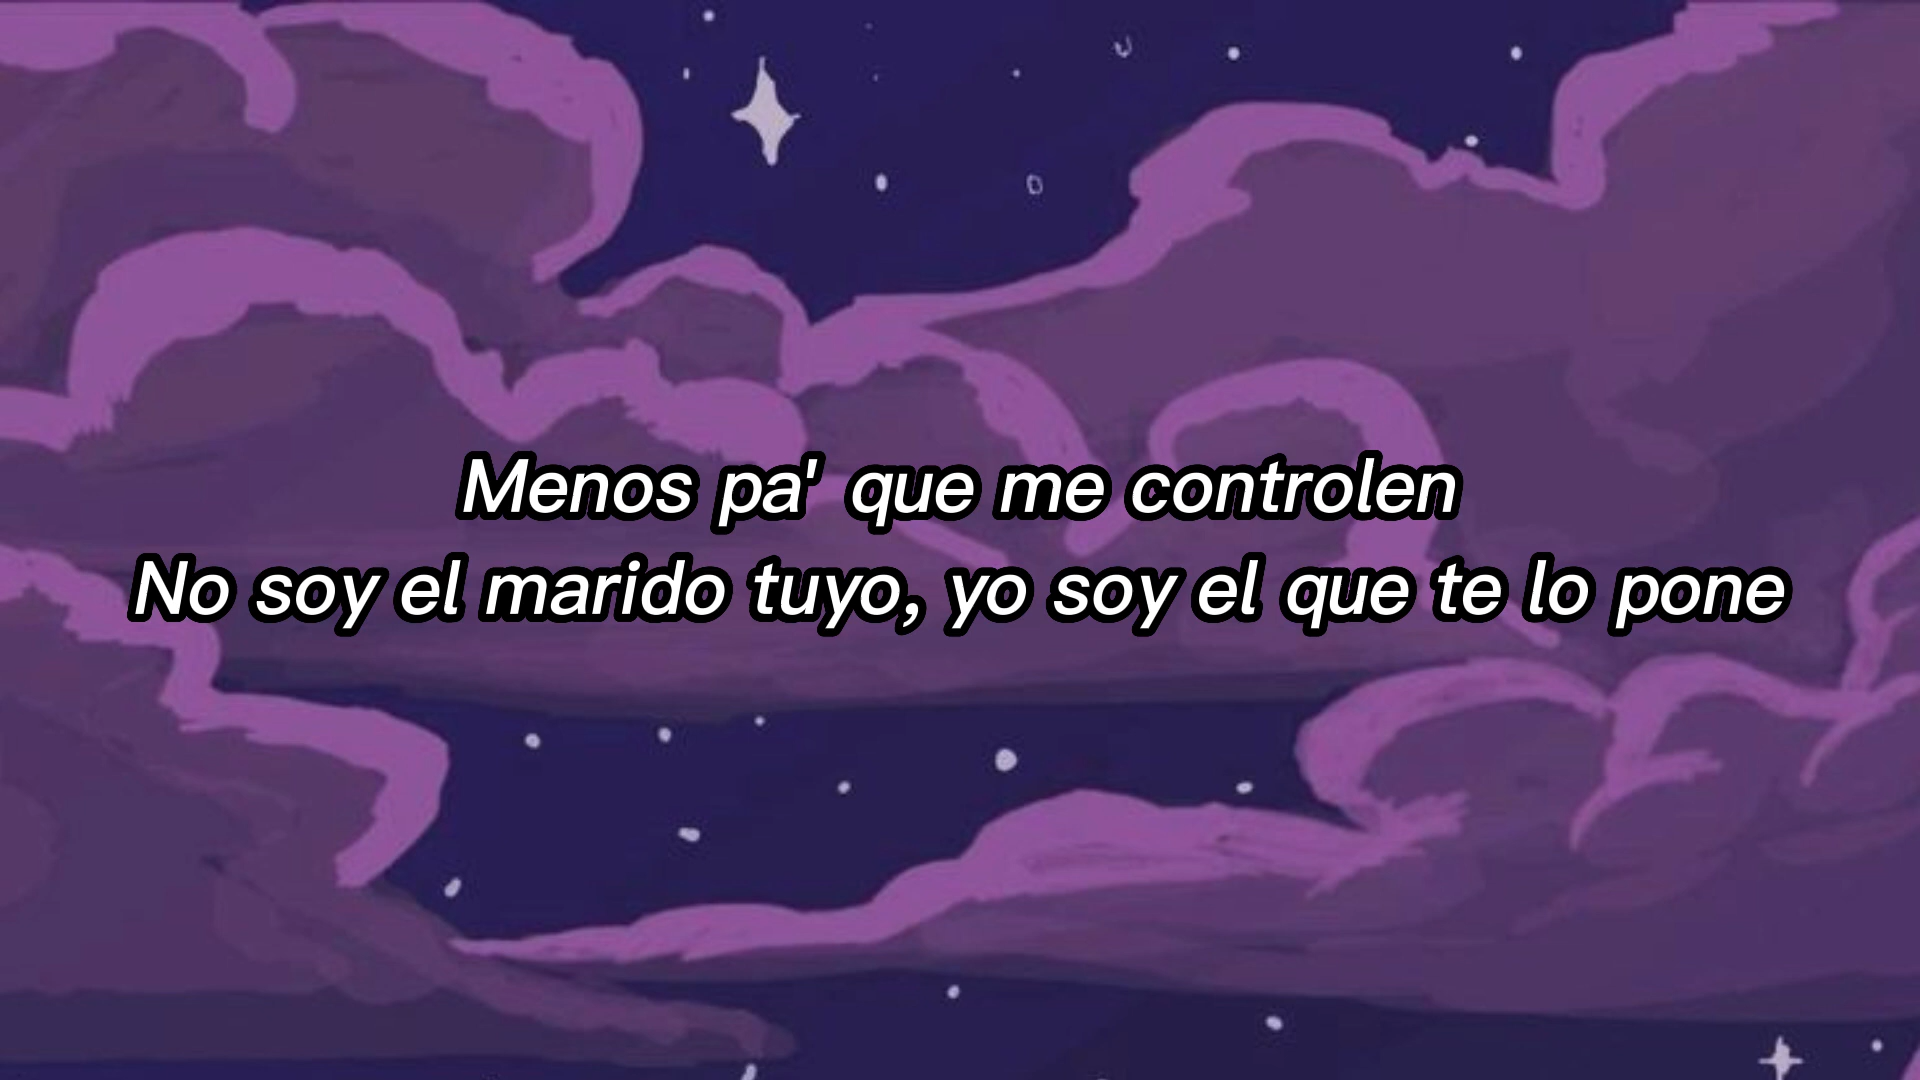 Menos pa' que me controlen
No soy el marido tuyo, yo soy el que te lo pone